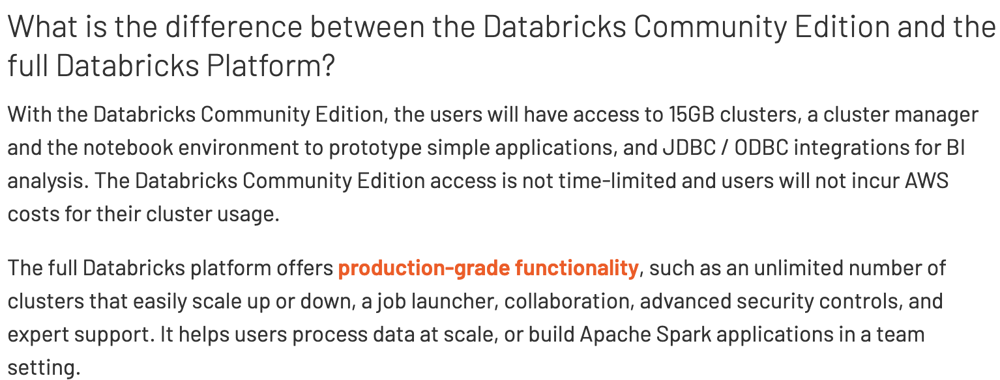 What is the difference between the Databricks Community Edition and the
full Databricks Platform?
With the Databricks Community Edition, the users will have access to 15GB clusters, a cluster manager
and the notebook environment to prototype simple applications, and JDBC / ODBC integrations for BI
analysis. The Databricks Community Edition access is not time-limited and users will not incur AWS
costs for their cluster usage.
The full Databricks platform offers production-grade functionality, such as an unlimited number of
clusters that easily scale up or down, a job launcher, collaboration, advanced security controls, and
expert support. It helps users process data at scale, or build Apache Spark applications in a team
setting.